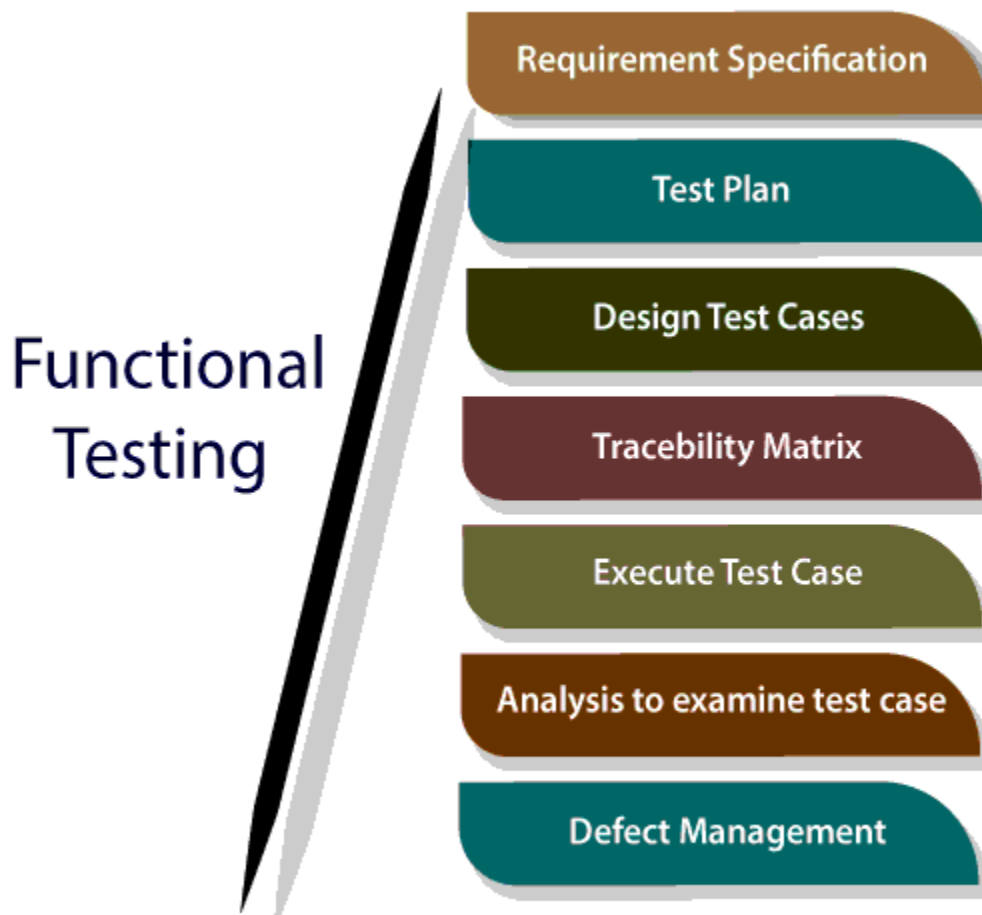 Functional
Testing
Requirement Specification
Test Plan
Design Test Cases
Tracebility Matrix
Execute Test Case
Analysis to examine test case
Defect Management